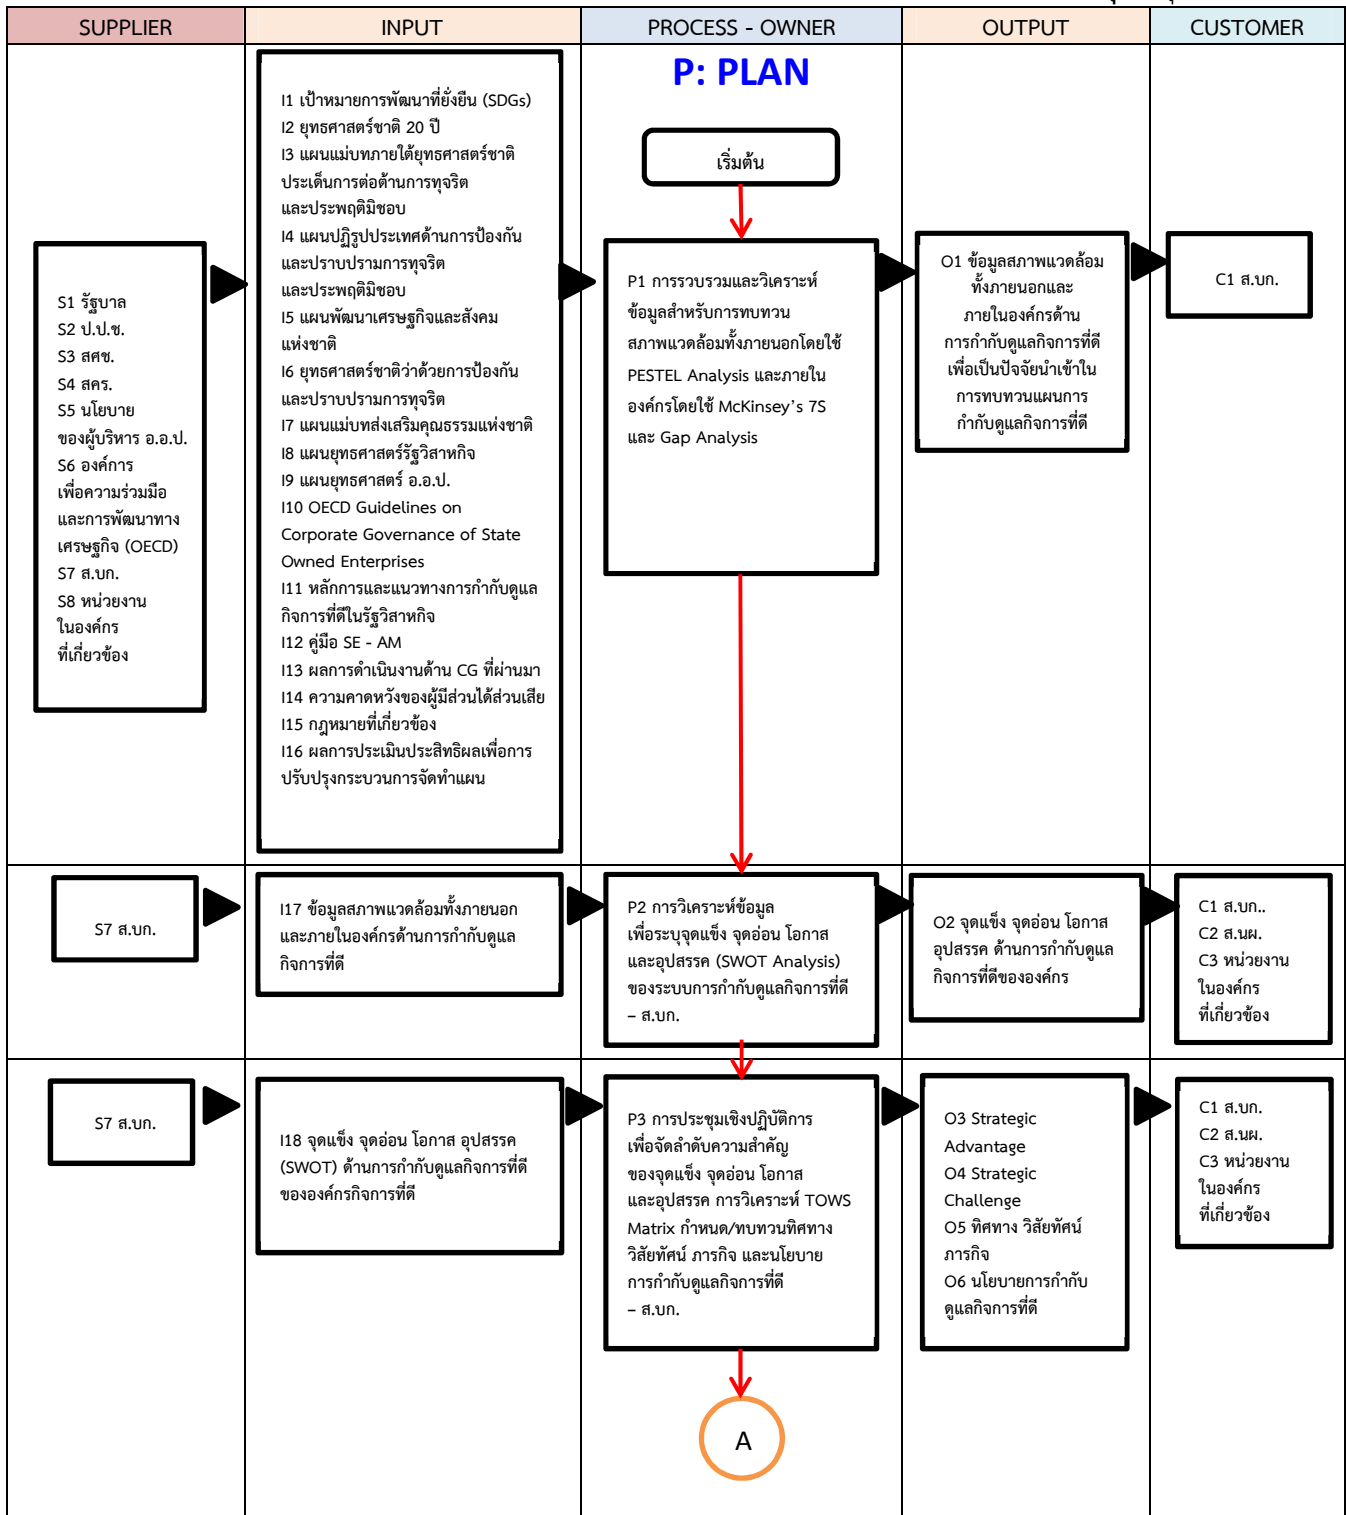 SUPPLIER
INPUT
PROCESS - OWNER
OUTPUT
CUSTOMER
P: PLAN
เริ่มต้น
S1 รัฐบาล
S2 ป.ป.ช.
S3 สศช.
S4 สคร.
S5 นโยบาย
ของผู้บริหาร อ.อ.ป.
S6 องค์การ
เพื่อความร่วมมือ
และการพัฒนาทาง
เศรษฐกิจ (OECD)
S7 ส.บก.
S8 หน่วยงาน
ในองค์กร
ที่เกี่ยวข้อง
I1 เป้าหมายการพัฒนาที่ยั่งยืน (SDGs)
I2 ยุทธศาสตร์ชาติ 20 ปี
I3 แผนแม่บทภายใต้ยุทธศาสตร์ชาติ
ประเด็นการต่อต้านการทุจริต
และประพฤติมิชอบ
I4 แผนปฏิรูปประเทศด้านการป้องกัน
และปราบปรามการทุจริต
และประพฤติมิชอบ
I5 แผนพัฒนาเศรษฐกิจและสังคม
แห่งชาติ
I6 ยุทธศาสตร์ชาติว่าด้วยการป้องกัน
และปราบปรามการทุจริต
I7 แผนแม่บทส่งเสริมคุณธรรมแห่งชาติ
I8 แผนยุทธศาสตร์รัฐวิสาหกิจ
I9 แผนยุทธศาสตร์ อ.อ.ป.
I10 OECD Guidelines on
Corporate Governance of State
Owned Enterprises
I11 หลักการและแนวทางการกำกับดูแล
กิจการที่ดีในรัฐวิสาหกิจ
I12 คู่มือ SE - AM
I13 ผลการดำเนินงานด้าน CG ที่ผ่านมา
I14 ความคาดหวังของผู้มีส่วนได้ส่วนเสีย
I15 กฎหมายที่เกี่ยวข้อง
I16 ผลการประเมินประสิทธิผลเพื่อการ
ปรับปรุงกระบวนการจัดทำแผน
P1 การรวบรวมและวิเคราะห์
ข้อมูลสำหรับการทบทวน
สภาพแวดล้อมทั้งภายนอกโดยใช้
PESTEL Analysis และภายใน
องค์กรโดยใช้ McKinsey's 7S
และ Gap Analysis
O1 ข้อมูลสภาพแวดล้อม
ทั้งภายนอกและ
ภายในองค์กรด้าน
การกำกับดูแลกิจการที่ดี
เพื่อเป็นปัจจัยนำเข้าใน
การทบทวนแผนการ
กำกับดูแลกิจการที่ดี
C1 ส.บก.
S7 ส.บก.
I17 ข้อมูลสภาพแวดล้อมทั้งภายนอก
และภายในองค์กรด้านการกำกับดูแล
กิจการที่ดี
P2 การวิเคราะห์ข้อมูล
เพื่อระบุจุดแข็ง จุดอ่อน โอกาส
และอุปสรรค (SWOT Analysis)
ของระบบการกำกับดูแลกิจการที่ดี
– ส.บก.
O2 จุดแข็ง จุดอ่อน โอกาส
อุปสรรค ด้านการกำกับดูแล
กิจการที่ดีขององค์กร
C1 ส.บก..
C2 ส.นผ.
C3 หน่วยงาน
ในองค์กร
ที่เกี่ยวข้อง
S7 ส.บก.
I18 จุดแข็ง จุดอ่อน โอกาส อุปสรรค
(SWOT) ด้านการกำกับดูแลกิจการที่ดี
ขององค์กรกิจการที่ดี
P3 การประชุมเชิงปฏิบัติการ
เพื่อจัดลำดับความสำคัญ
ของจุดแข็ง จุดอ่อน โอกาส
และอุปสรรค การวิเคราะห์ TOWS
Matrix กำหนด/ทบทวนทิศทาง
วิสัยทัศน์ ภารกิจ และนโยบาย
การกำกับดูแลกิจการที่ดี
– ส.บก.
O3 Strategic
Advantage
O4 Strategic
Challenge
O5 ทิศทาง วิสัยทัศน์
ภารกิจ
O6 นโยบายการกำกับ
ดูแลกิจการที่ดี
C1 ส.บก.
C2 ส.นผ.
C3 หน่วยงาน
ในองค์กร
ที่เกี่ยวข้อง
A